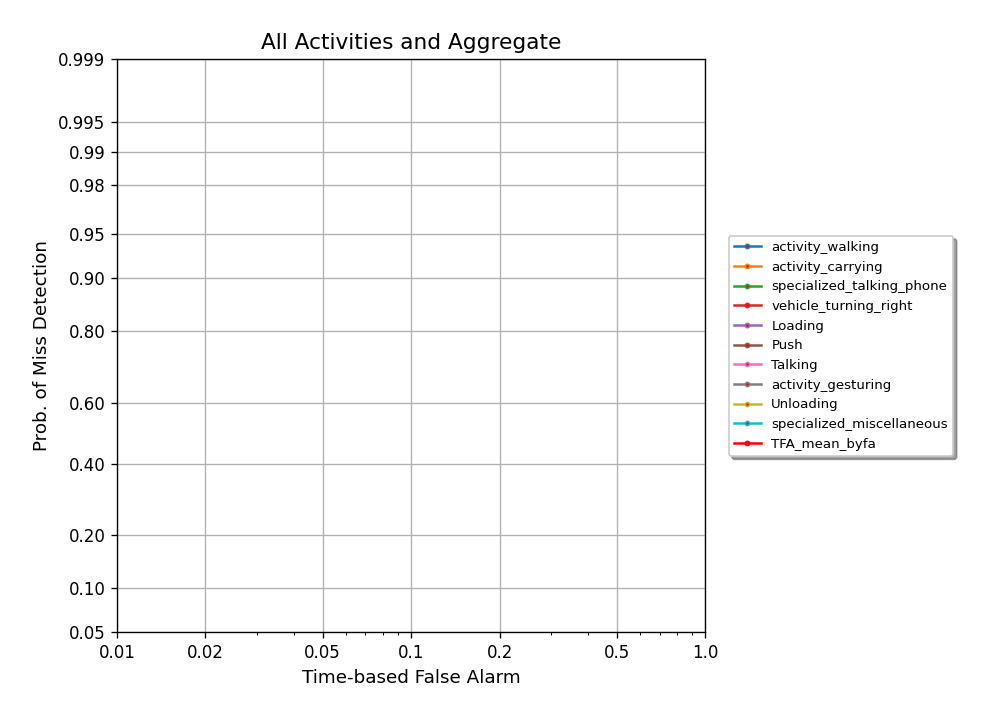 All Activities and Aggregate
0.999
0.995
0.99
0.98
0.95
0.90
0.80
0.60
0.40
0.20
0.10
0.05
Prob. of Miss Detection
0.01 0.02 0.05 0.1 0.2 0.5 1.0
Time-based False Alarm
activity_walking
activity_carrying
specialized_talking_phone
vehicle_turning_right
Loading
Push
Talking
activity_gesturing
Unloading
specialized_miscellaneous
TFA_mean_byfa